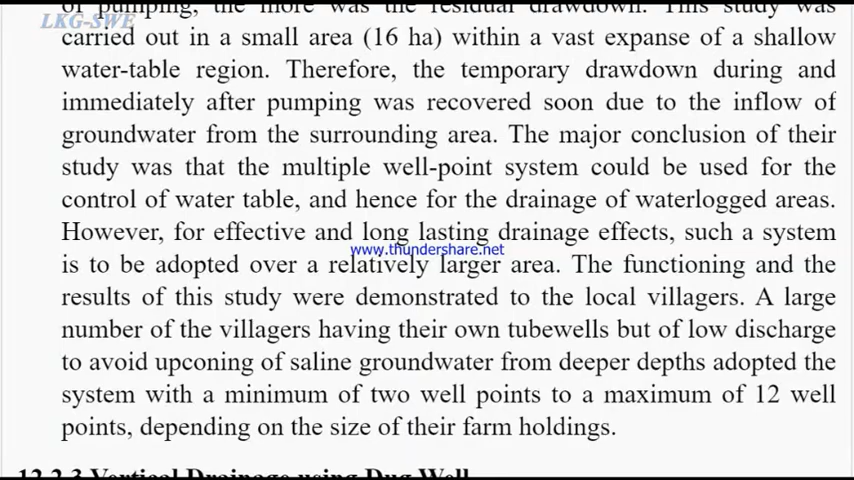 of pumping, the more was the residual drawdown. This study was
LKG-SWE
carried out in a small area (16 ha) within a vast expanse of a shallow
water-table region. Therefore, the temporary drawdown during and
immediately after pumping was recovered soon due to the inflow of
groundwater from the surrounding area. The major conclusion of their
study was that the multiple well-point system could be used for the
control of water table, and hence for the drainage of waterlogged areas.
However, for effective and long lasting drainage effects, such a system
www.thundershare.net
is to be adopted over a relatively larger area. The functioning and the
results of this study were demonstrated to the local villagers. A large
number of the villagers having their own tubewells but of low discharge
to avoid upconing of saline groundwater from deeper depths adopted the
system with a minimum of two well points to a maximum of 12 well
points, depending on the size of their farm holdings.
12.2.3 Vertical Drainage using Dug Well